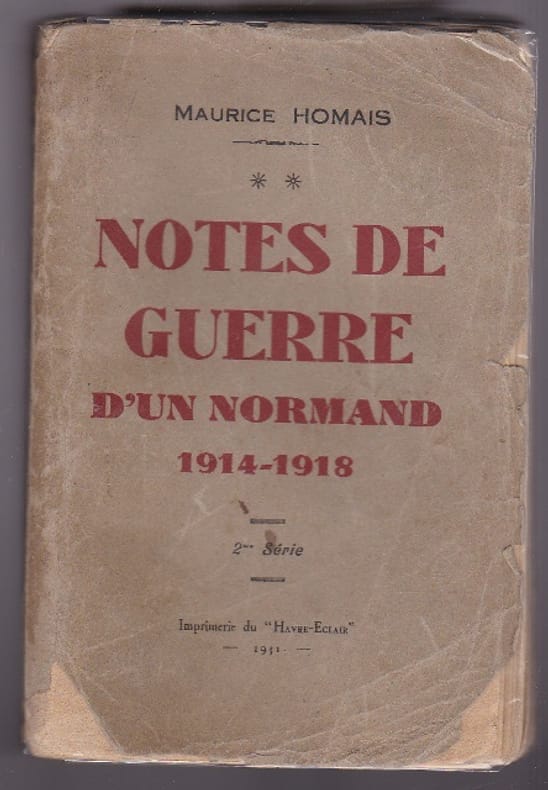 MAURICE HOMAIS
* *
NOTES DE
GUERRE
D'UN NORMAND
1914-1918
2me Série
Imprimerie du "HAVRE-ECLAIR"
— 1931 —